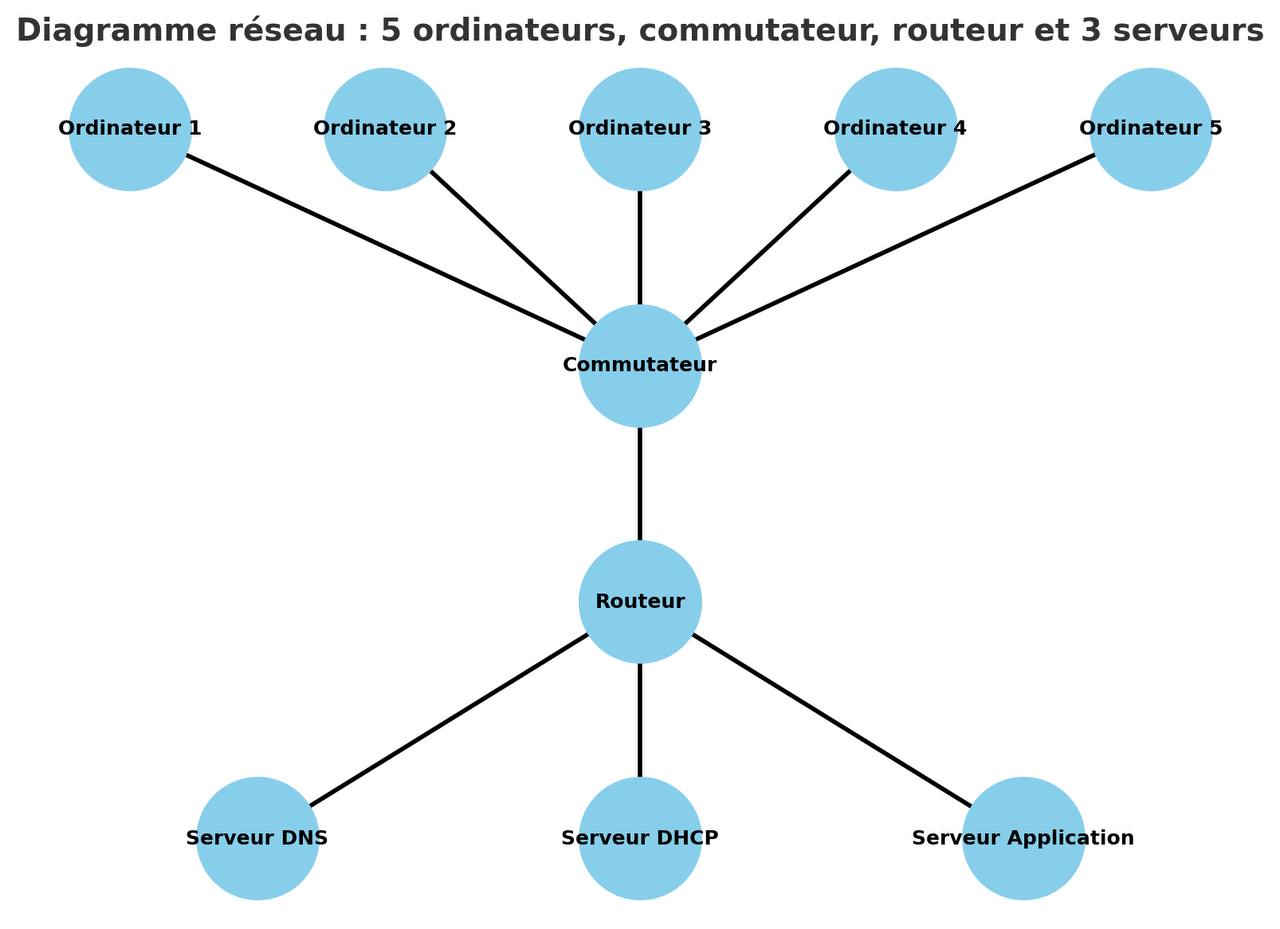 Diagramme réseau : 5 ordinateurs, commutateur, routeur et 3 serveurs
Ordinateur 1
Ordinateur 2
Ordinateur 3
Ordinateur 4
Ordinateur 5
Commutateur
Routeur
Serveur DNS
Serveur DHCP
Serveur Application